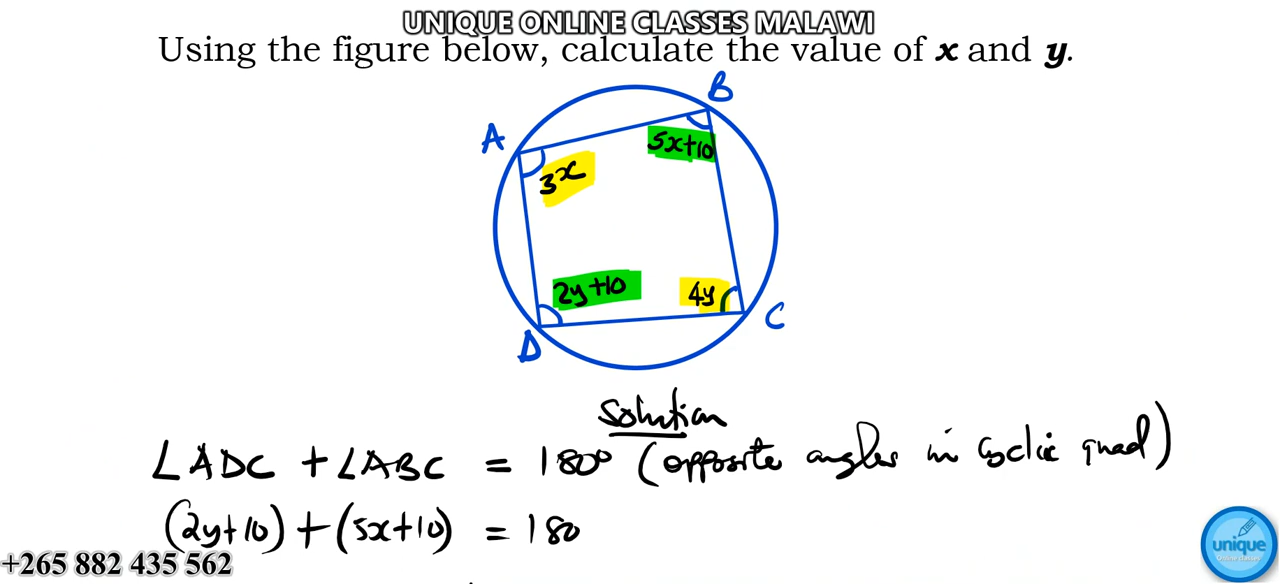 UNIQUE ONLINE CLASSES MALAWI
Using the figure below, calculate the value of x and y.
B
A
5x+10
3x
2y+10
4y
C
D
Solution
∠ADC + ∠ABC = 180° (opposite angles in cyclic quad)
(2y+10) + (5x+10) = 180
+265 882 435 562
unique
Online classes